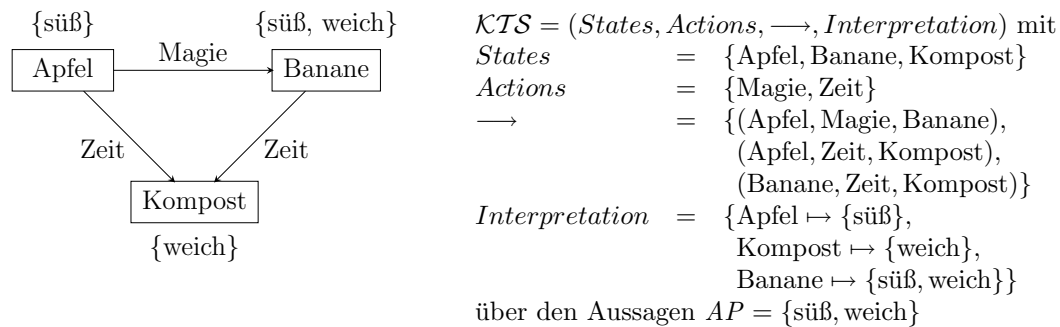 {süß}
{süß, weich}
Apfel
Magie
Banane
Zeit
Zeit
Kompost
{weich}
𝒦𝒯𝒮 = (States, Actions, ⟶, Interpretation) mit
States = {Apfel, Banane, Kompost}
Actions = {Magie, Zeit}
⟶ = {(Apfel, Magie, Banane),
(Apfel, Zeit, Kompost),
(Banane, Zeit, Kompost)}
Interpretation = {Apfel ↦ {süß},
Kompost ↦ {weich},
Banane ↦ {süß, weich}}
über den Aussagen AP = {süß, weich}